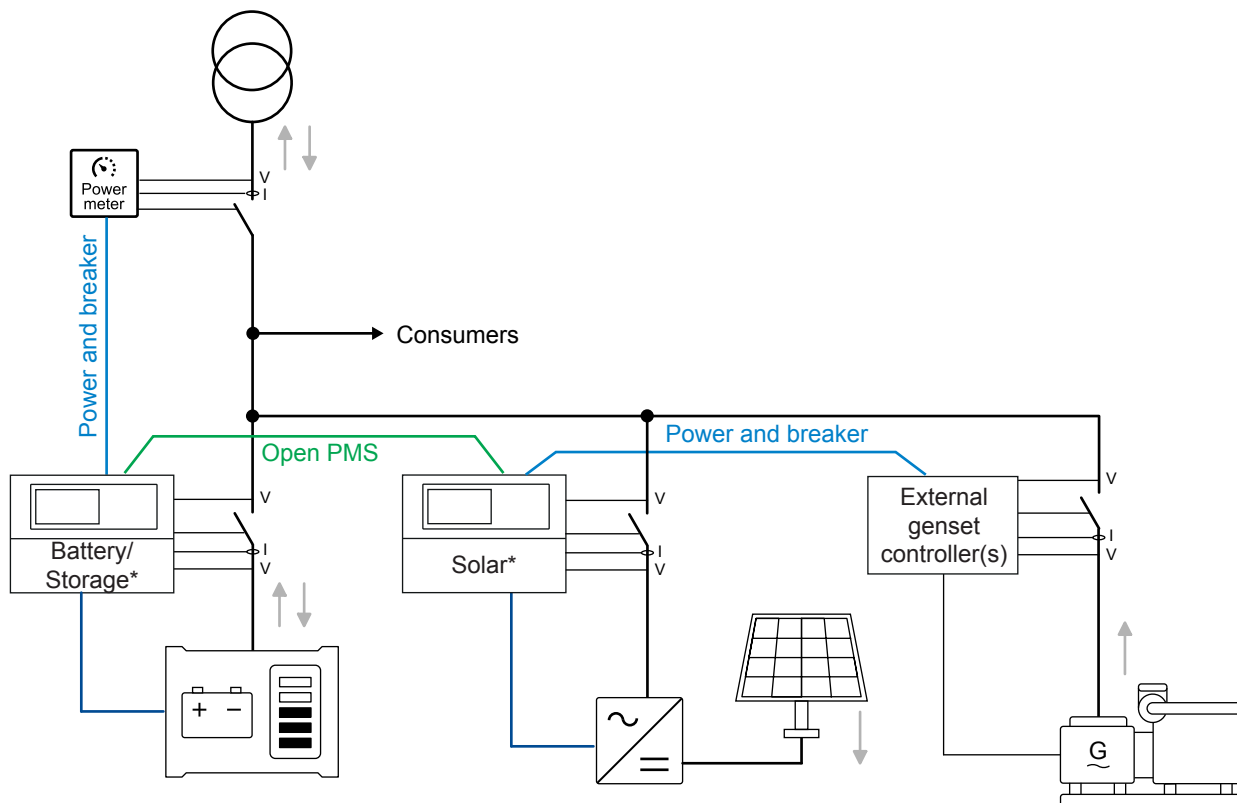 V
I
Power
meter
Power and breaker
Consumers
Open PMS
Power and breaker
V
I
V
Battery/
Storage*
V
I
V
Solar*
V
I
V
External
genset
controller(s)
+ −
G